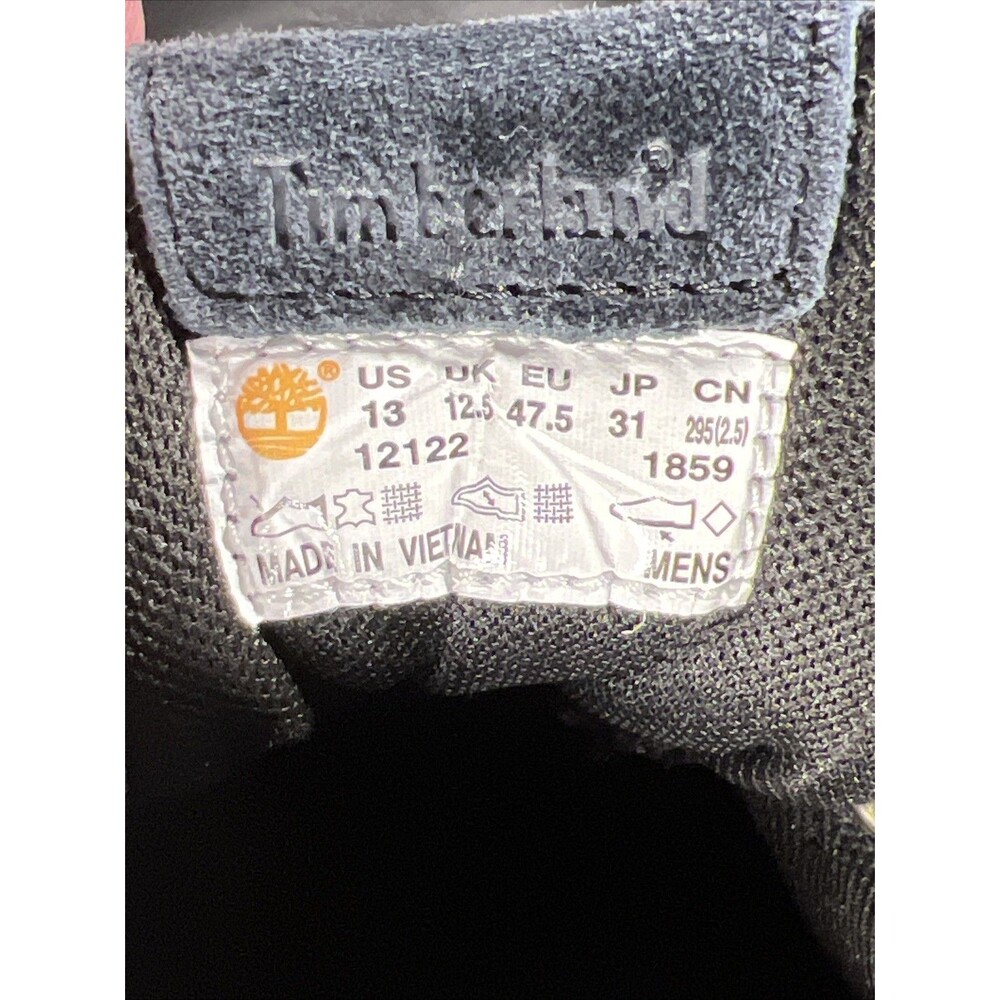 Timberland®
®
US UK EU JP CN
13 12.5 47.5 31 295(2.5)
12122 1859
MADE IN VIETNAM MENS